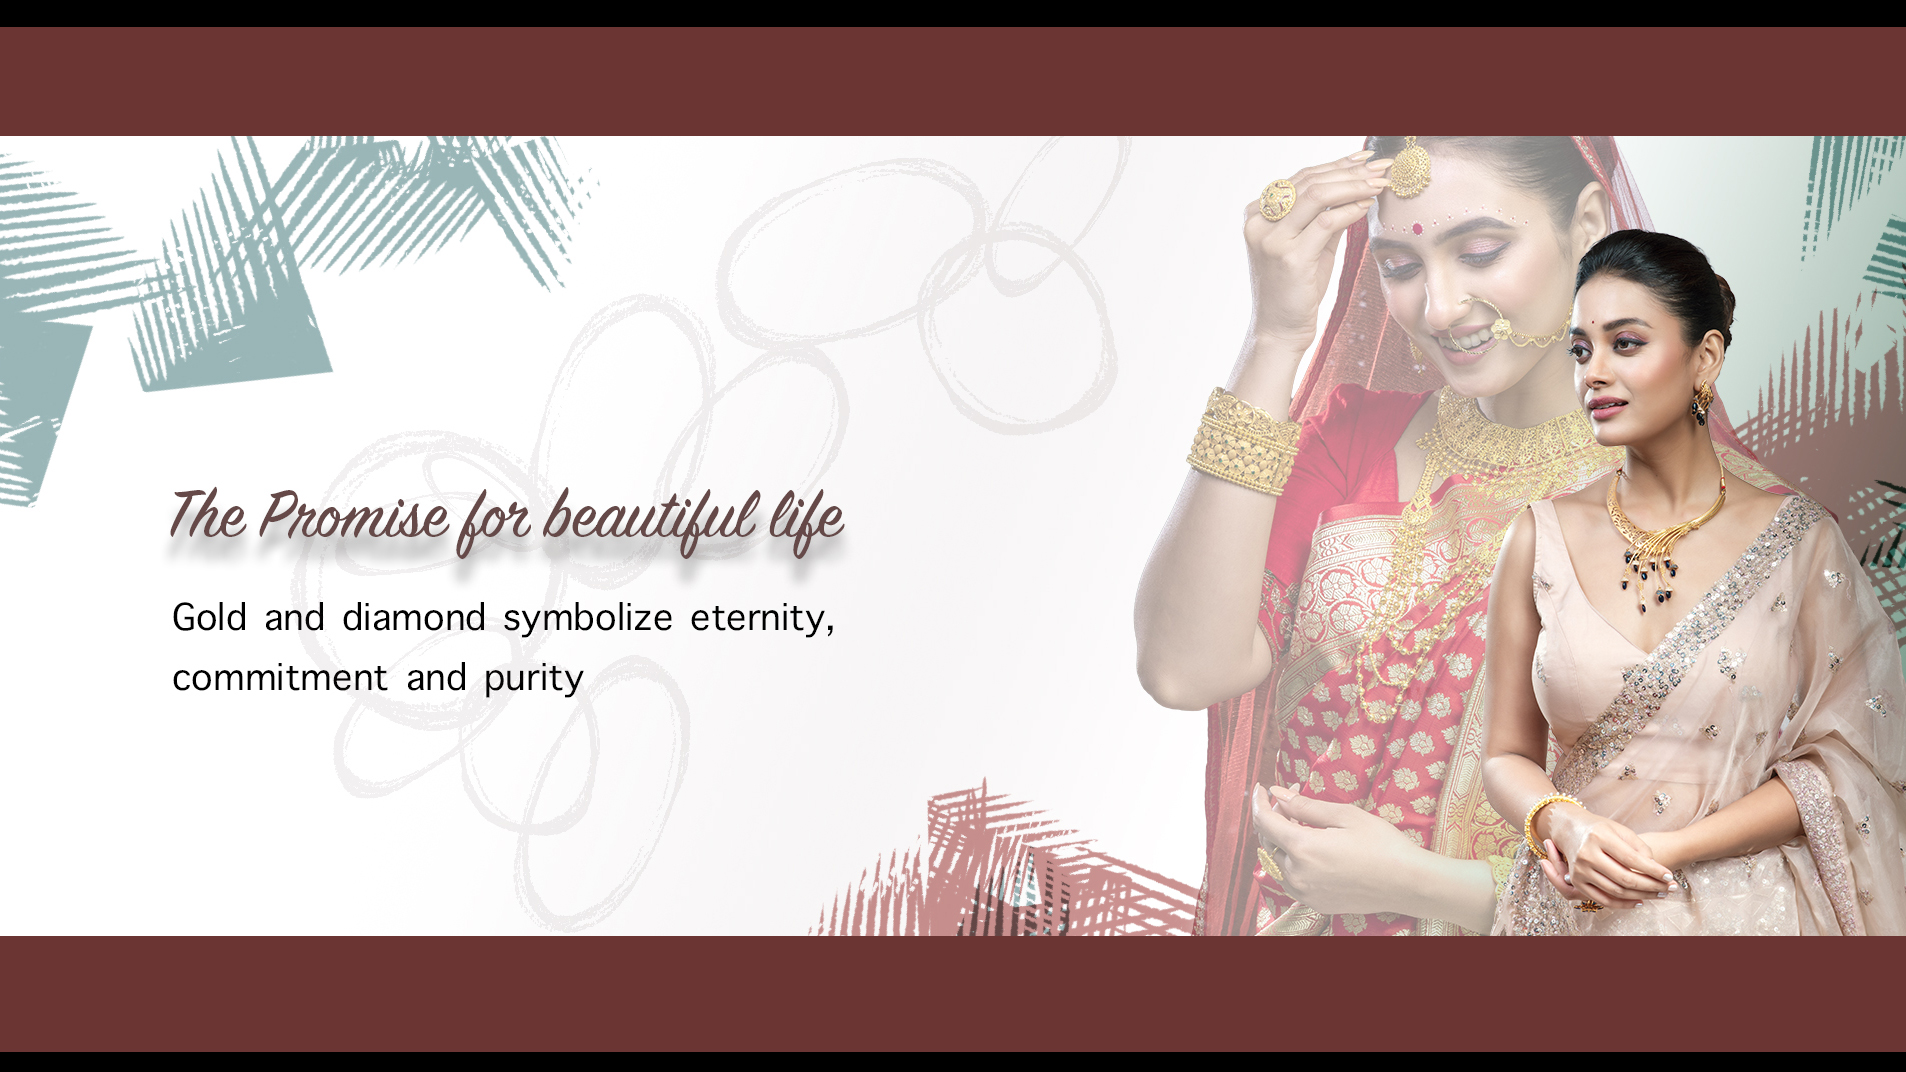 The Promise for beautiful life
Gold and diamond symbolize eternity,
commitment and purity